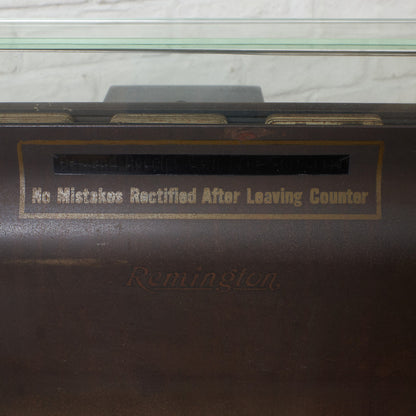 No Mistakes Rectified After Leaving Counter
Remington.